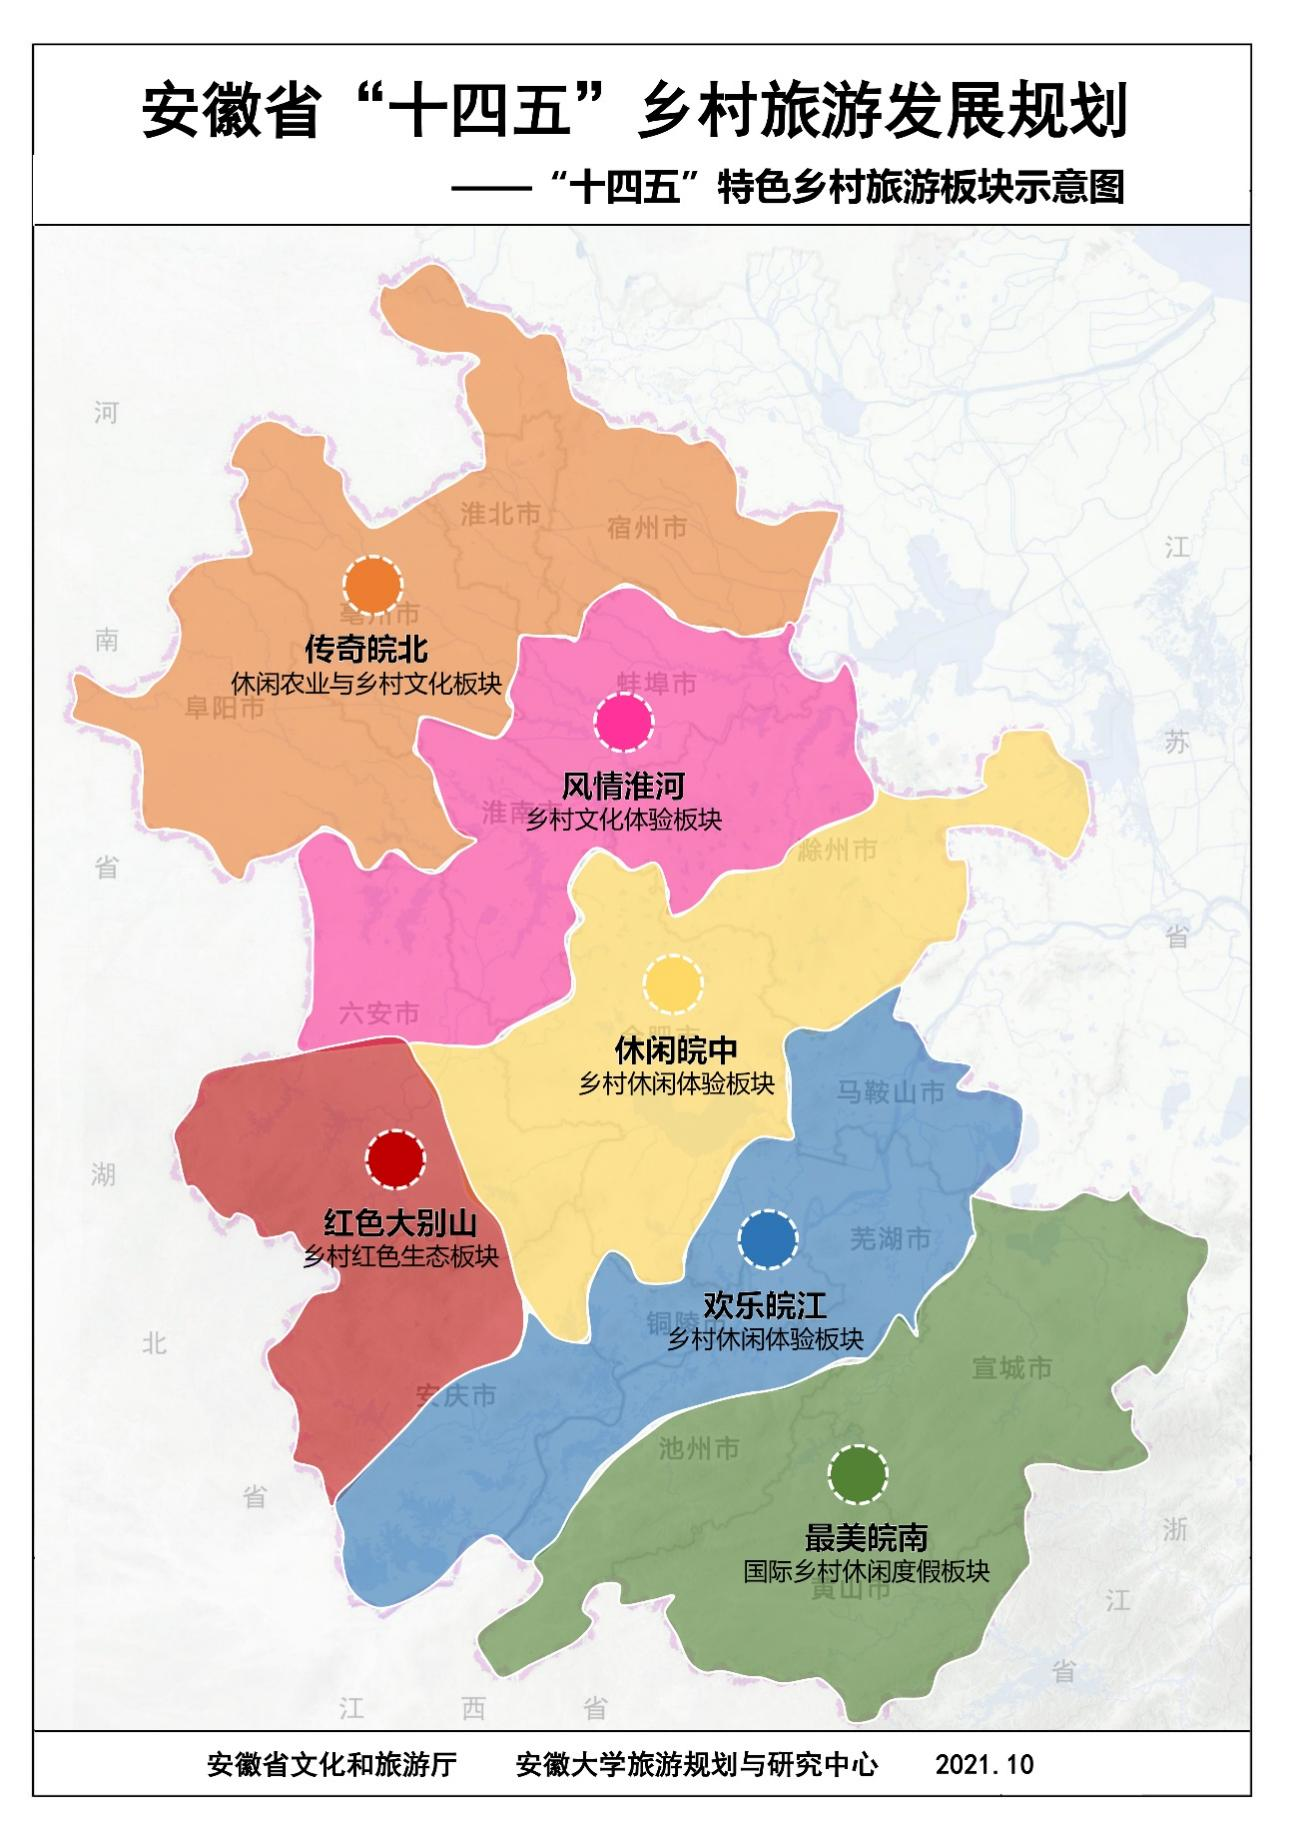 安徽省“十四五”乡村旅游发展规划
——“十四五”特色乡村旅游板块示意图
河
南
省
湖
北
省
江
苏
省
淮北市
宿州市
亳州市
传奇皖北
休闲农业与乡村文化板块
阜阳市
蚌埠市
风情淮河
淮南市
乡村文化体验板块
滁州市
六安市
合肥市
休闲皖中
乡村休闲体验板块
马鞍山市
红色大别山
乡村红色生态板块
芜湖市
欢乐皖江
铜陵市
乡村休闲体验板块
安庆市
宣城市
池州市
最美皖南
国际乡村休闲度假板块
黄山市
浙
江
省
江 西 省
安徽省文化和旅游厅 安徽大学旅游规划与研究中心 2021.10